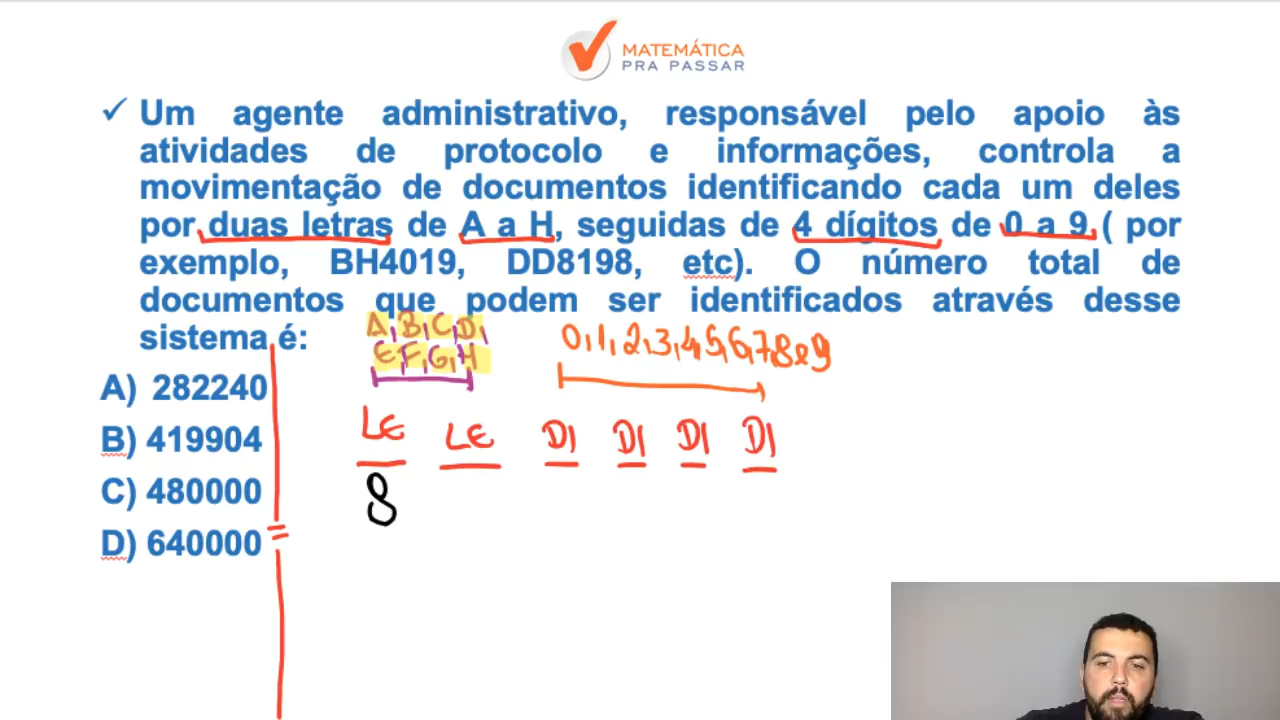 MATEMÁTICA
PRA PASSAR
✓ Um agente administrativo, responsável pelo apoio às
atividades de protocolo e informações, controla a
movimentação de documentos identificando cada um deles
por duas letras de A a H, seguidas de 4 dígitos de 0 a 9 ( por
exemplo, BH4019, DD8198, etc). O número total de
documentos que podem ser identificados através desse
sistema é:
A, B, C, D,
E, F, G, H
0, 1, 2, 3, 4, 5, 6, 7, 8 e 9
A) 282240
LE LE DI DI DI DI
B) 419904
C) 480000
8
D) 640000